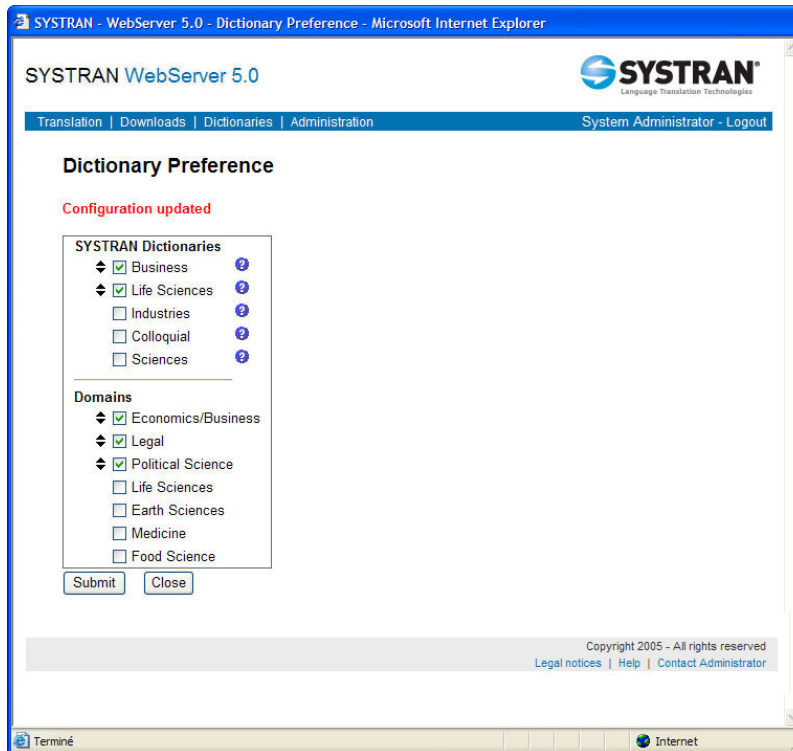 SYSTRAN - WebServer 5.0 - Dictionary Preference - Microsoft Internet Explorer
SYSTRAN WebServer 5.0
SYSTRAN®
Language Translation Technologies
Translation | Downloads | Dictionaries | Administration
System Administrator - Logout
Dictionary Preference
Configuration updated
SYSTRAN Dictionaries
Business ?
Life Sciences ?
Industries ?
Colloquial ?
Sciences ?
Domains
Economics/Business
Legal
Political Science
Life Sciences
Earth Sciences
Medicine
Food Science
Submit Close
Copyright 2005 - All rights reserved
Legal notices | Help | Contact Administrator
Terminé
Internet